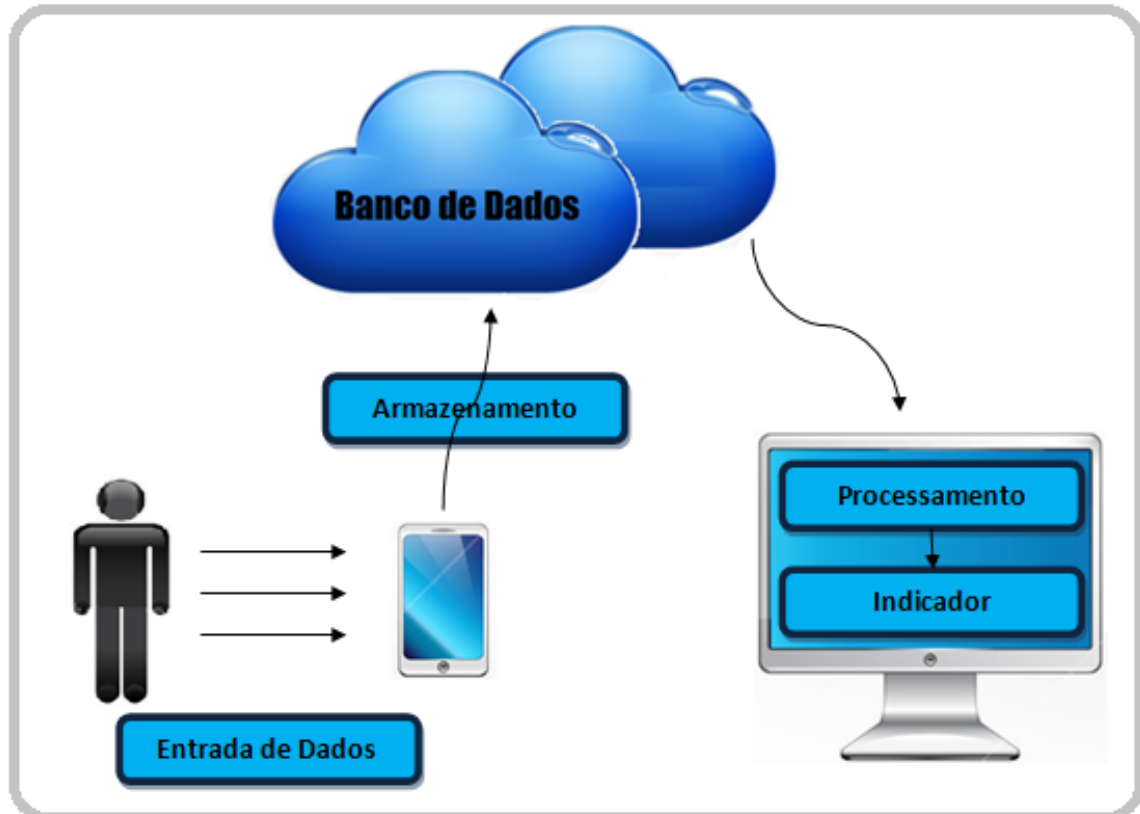 Banco de Dados
Armazenamento
Processamento
Indicador
Entrada de Dados